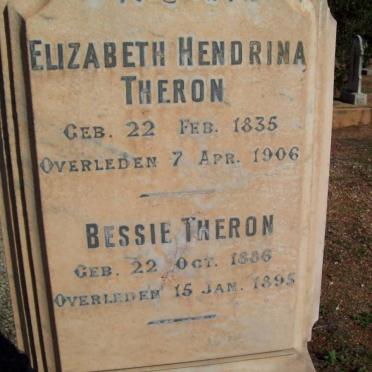 Elizabeth Hendrina
Theron
Geb. 22 Feb. 1835
Overleden 7 Apr. 1906
Bessie Theron
Geb. 22 Oct. 1886
Overleden 15 Jan. 1895